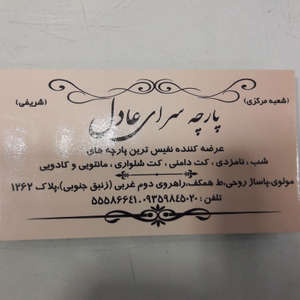 (شعبه مرکزی) (شریفی)
پارچه سرای عادل
عرضه کننده نفیس ترین پارچه های
شب، نامزدی، کت دامنی، کت شلواری، مانتویی و کادویی
مولوی،پاساژ روحی،ط همکف،راهروی دوم غربی (زنبق جنوبی)،پلاک ۱۲۶۲
تلفن : ۰۹۳۵۹۸۴۵۰۲۰-۵۵۵۸۶۶۴۱